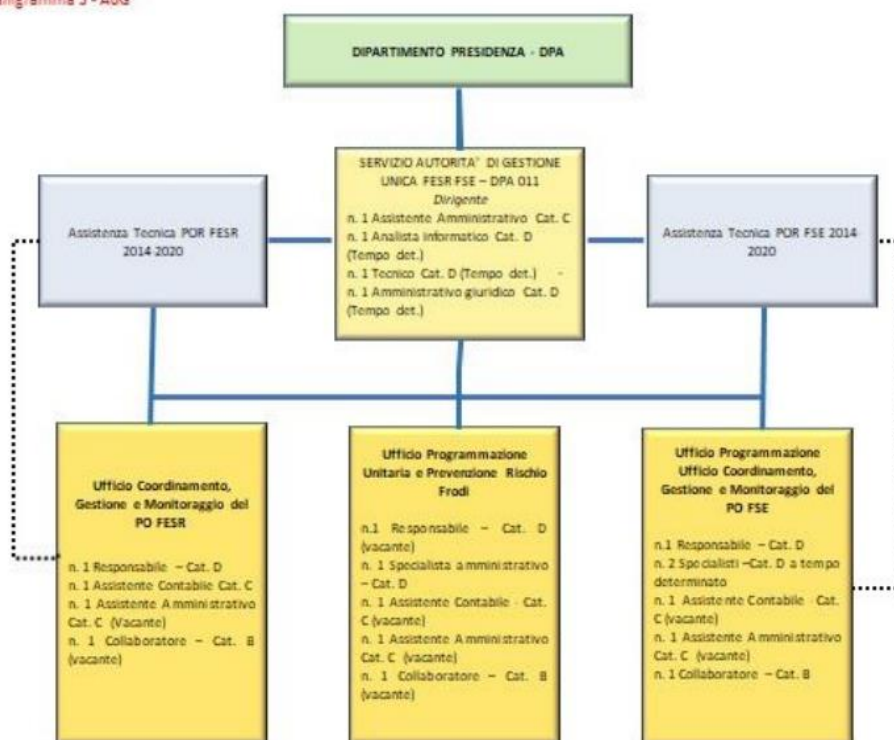 DIPARTIMENTO PRESIDENZA - DPA
SERVIZIO AUTORITA' DI GESTIONE
UNICA FESR FSE – DPA 011
Dirigente
n. 1 Assistente Amministrativo Cat. C
n. 1 Analista informatico Cat. D
(Tempo det.)
n. 1 Tecnico Cat. D (Tempo det.) -
n. 1 Amministrativo giuridico Cat. D
(Tempo det.)
Assistenza Tecnica POR FESR
2014-2020
Assistenza Tecnica POR FSE 2014-
2020
Ufficio Coordinamento,
Gestione e Monitoraggio del
PO FESR
n. 1 Responsabile – Cat. D
n. 1 Assistente Contabile Cat. C
n. 1 Assistente Amministrativo
Cat. C (Vacante)
n. 1 Collaboratore – Cat. B
(vacante)
Ufficio Programmazione
Unitaria e Prevenzione Rischio
Frodi
n.1 Responsabile – Cat. D
(vacante)
n. 1 Specialista amministrativo
– Cat. D
n. 1 Assistente Contabile Cat.
C (vacante)
n. 1 Assistente Amministrativo
Cat. C (vacante)
n. 1 Collaboratore – Cat. B
(vacante)
Ufficio Programmazione
Ufficio Coordinamento,
Gestione e Monitoraggio del
PO FSE
n.1 Responsabile – Cat. D
n. 2 Specialisti –Cat. D a tempo
determinato
n. 1 Assistente Contabile Cat.
C (vacante)
n. 1 Assistente Amministrativo
Cat. C (vacante)
n. 1 Collaboratore – Cat. B